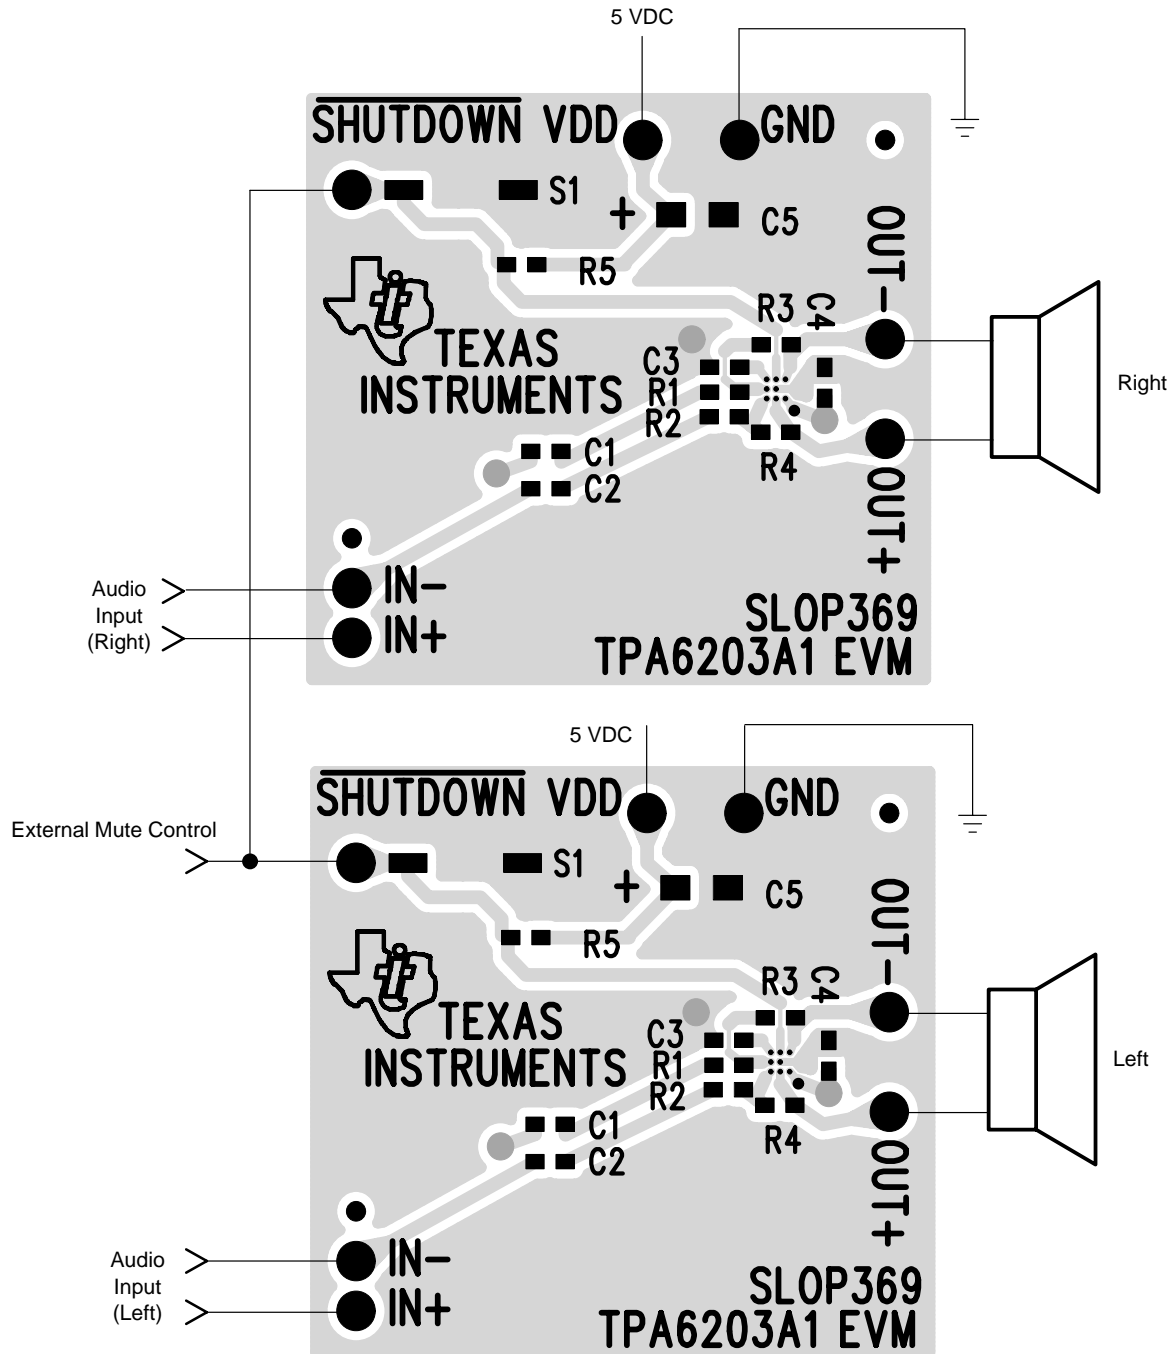 5 VDC
SHUTDOWN VDD GND
S1
+ C5
OUT-
R5
R3 C4
TEXAS
INSTRUMENTS
C3
R1
R2
Right
C1
R4
C2
OUT+
Audio
Input
(Right)
IN-
IN+
SLOP369
TPA6203A1 EVM
5 VDC
SHUTDOWN VDD GND
External Mute Control
S1
+ C5
OUT-
R5
R3 C4
TEXAS
INSTRUMENTS
C3
R1
R2
Left
C1
R4
C2
OUT+
Audio
Input
(Left)
IN-
IN+
SLOP369
TPA6203A1 EVM